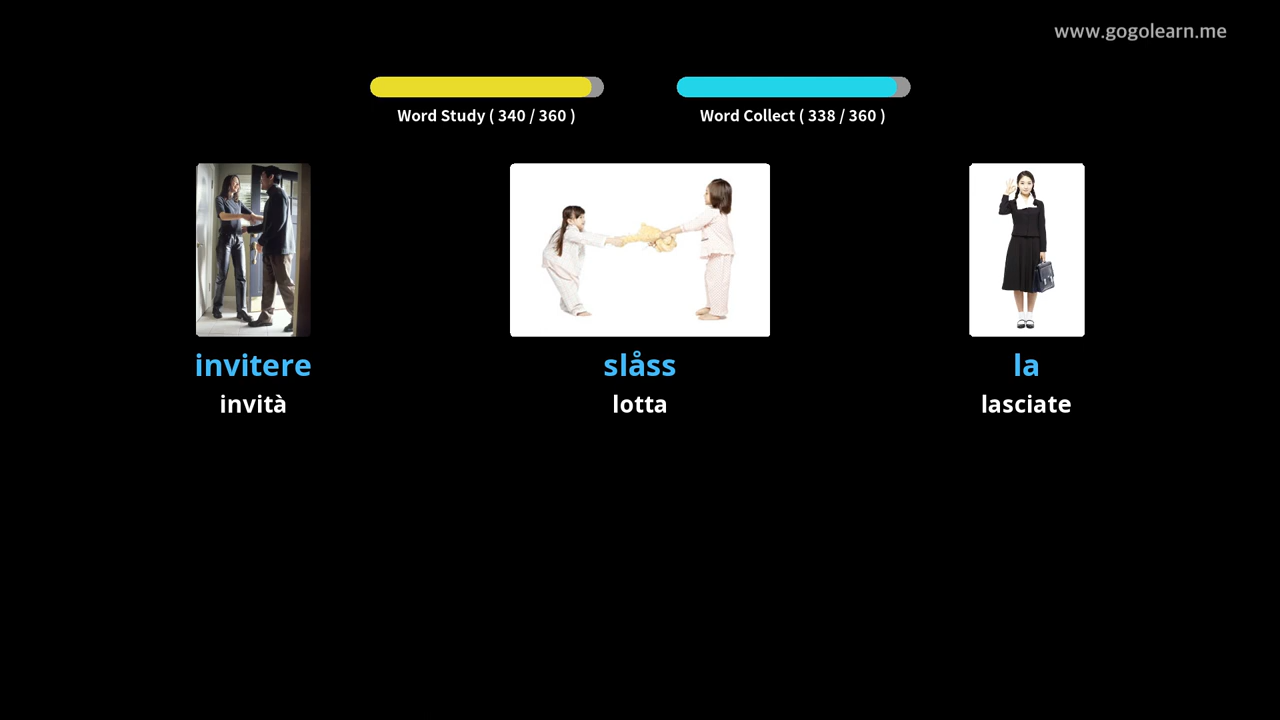 www.gogolearn.me
Word Study ( 340 / 360 )
Word Collect ( 338 / 360 )
invitere
invità
slåss
lotta
la
lasciate